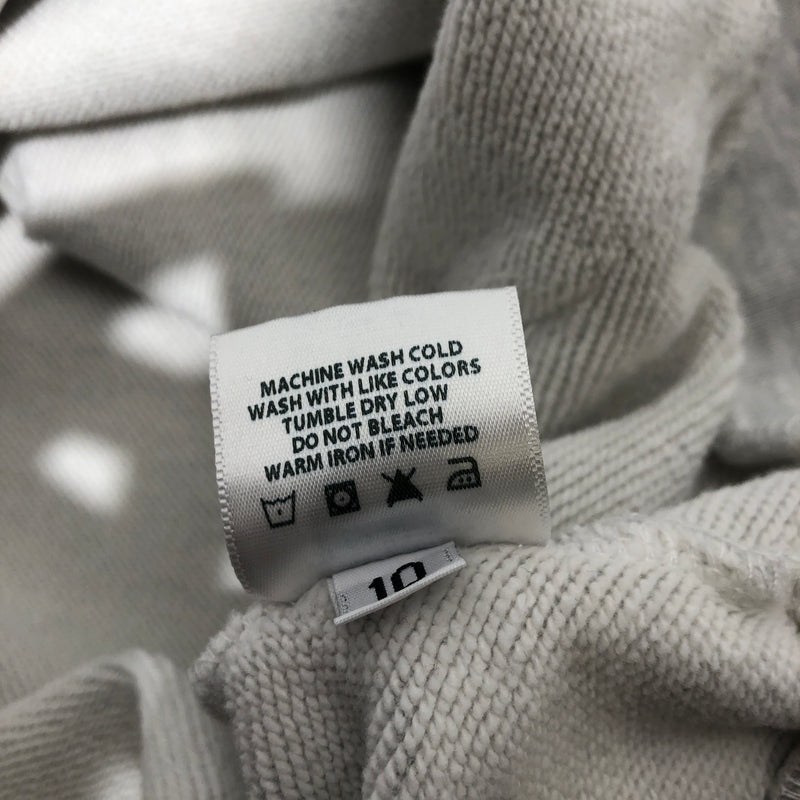 MACHINE WASH COLD
WASH WITH LIKE COLORS
TUMBLE DRY LOW
DO NOT BLEACH
WARM IRON IF NEEDED
10